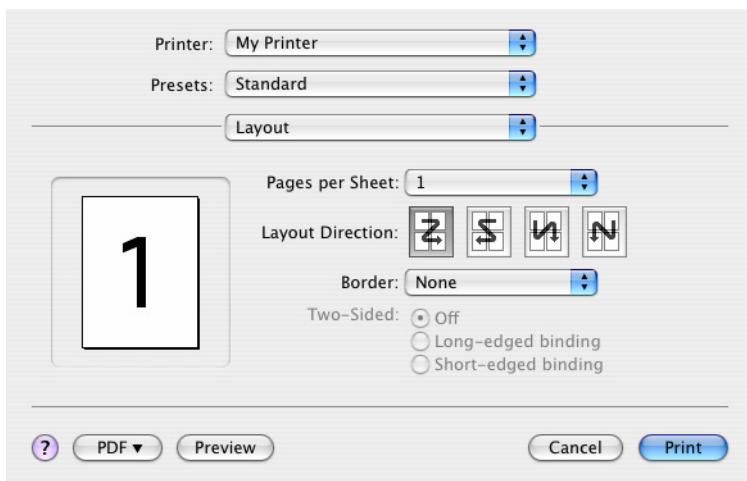 Printer: My Printer
Presets: Standard
Layout
Pages per Sheet: 1
Layout Direction:
1
Border: None
Two-Sided: Off
Long-edged binding
Short-edged binding
? PDF▼ Preview Cancel Print